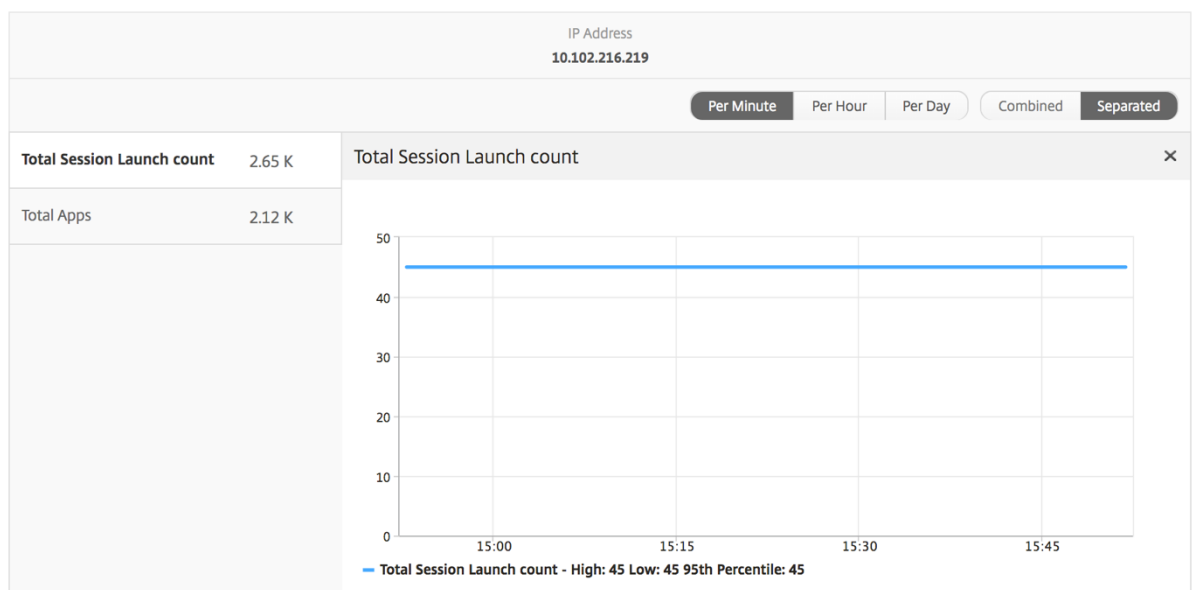 IP Address
10.102.216.219
Per Minute Per Hour Per Day Combined Separated
Total Session Launch count 2.65 K
Total Apps 2.12 K
Total Session Launch count ×
50
40
30
20
10
0
15:00 15:15 15:30 15:45
Total Session Launch count - High: 45 Low: 45 95th Percentile: 45